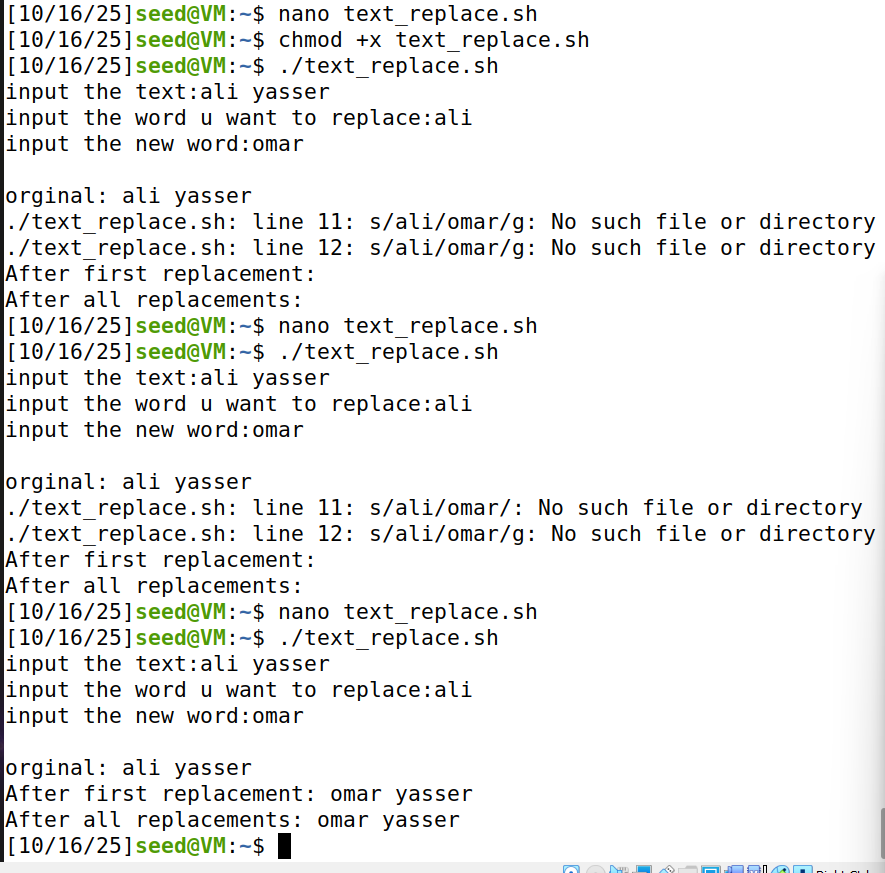 [10/16/25]seed@VM:~$ nano text_replace.sh
[10/16/25]seed@VM:~$ chmod +x text_replace.sh
[10/16/25]seed@VM:~$ ./text_replace.sh
input the text:ali yasser
input the word u want to replace:ali
input the new word:omar

orginal: ali yasser
./text_replace.sh: line 11: s/ali/omar/g: No such file or directory
./text_replace.sh: line 12: s/ali/omar/g: No such file or directory
After first replacement:
After all replacements:
[10/16/25]seed@VM:~$ nano text_replace.sh
[10/16/25]seed@VM:~$ ./text_replace.sh
input the text:ali yasser
input the word u want to replace:ali
input the new word:omar

orginal: ali yasser
./text_replace.sh: line 11: s/ali/omar/: No such file or directory
./text_replace.sh: line 12: s/ali/omar/g: No such file or directory
After first replacement:
After all replacements:
[10/16/25]seed@VM:~$ nano text_replace.sh
[10/16/25]seed@VM:~$ ./text_replace.sh
input the text:ali yasser
input the word u want to replace:ali
input the new word:omar

orginal: ali yasser
After first replacement: omar yasser
After all replacements: omar yasser
[10/16/25]seed@VM:~$